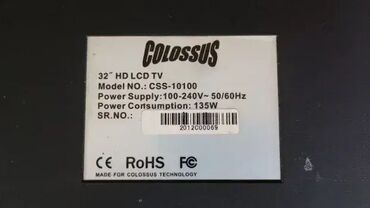 COLOSSUS
32" HD LCD TV
Model NO.: CSS-10100
Power Supply:100-240V~ 50/60Hz
Power Consumption: 135W
SR.NO.:
2012C00069
CE RoHS FC
MADE FOR COLOSSUS TECHNOLOGY